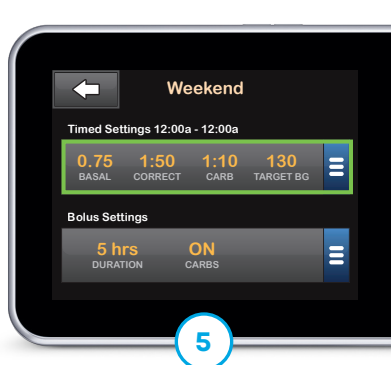 Weekend
Timed Settings 12:00a - 12:00a
0.75 1:50 1:10 130
BASAL CORRECT CARB TARGET BG
Bolus Settings
5 hrs ON
DURATION CARBS
5